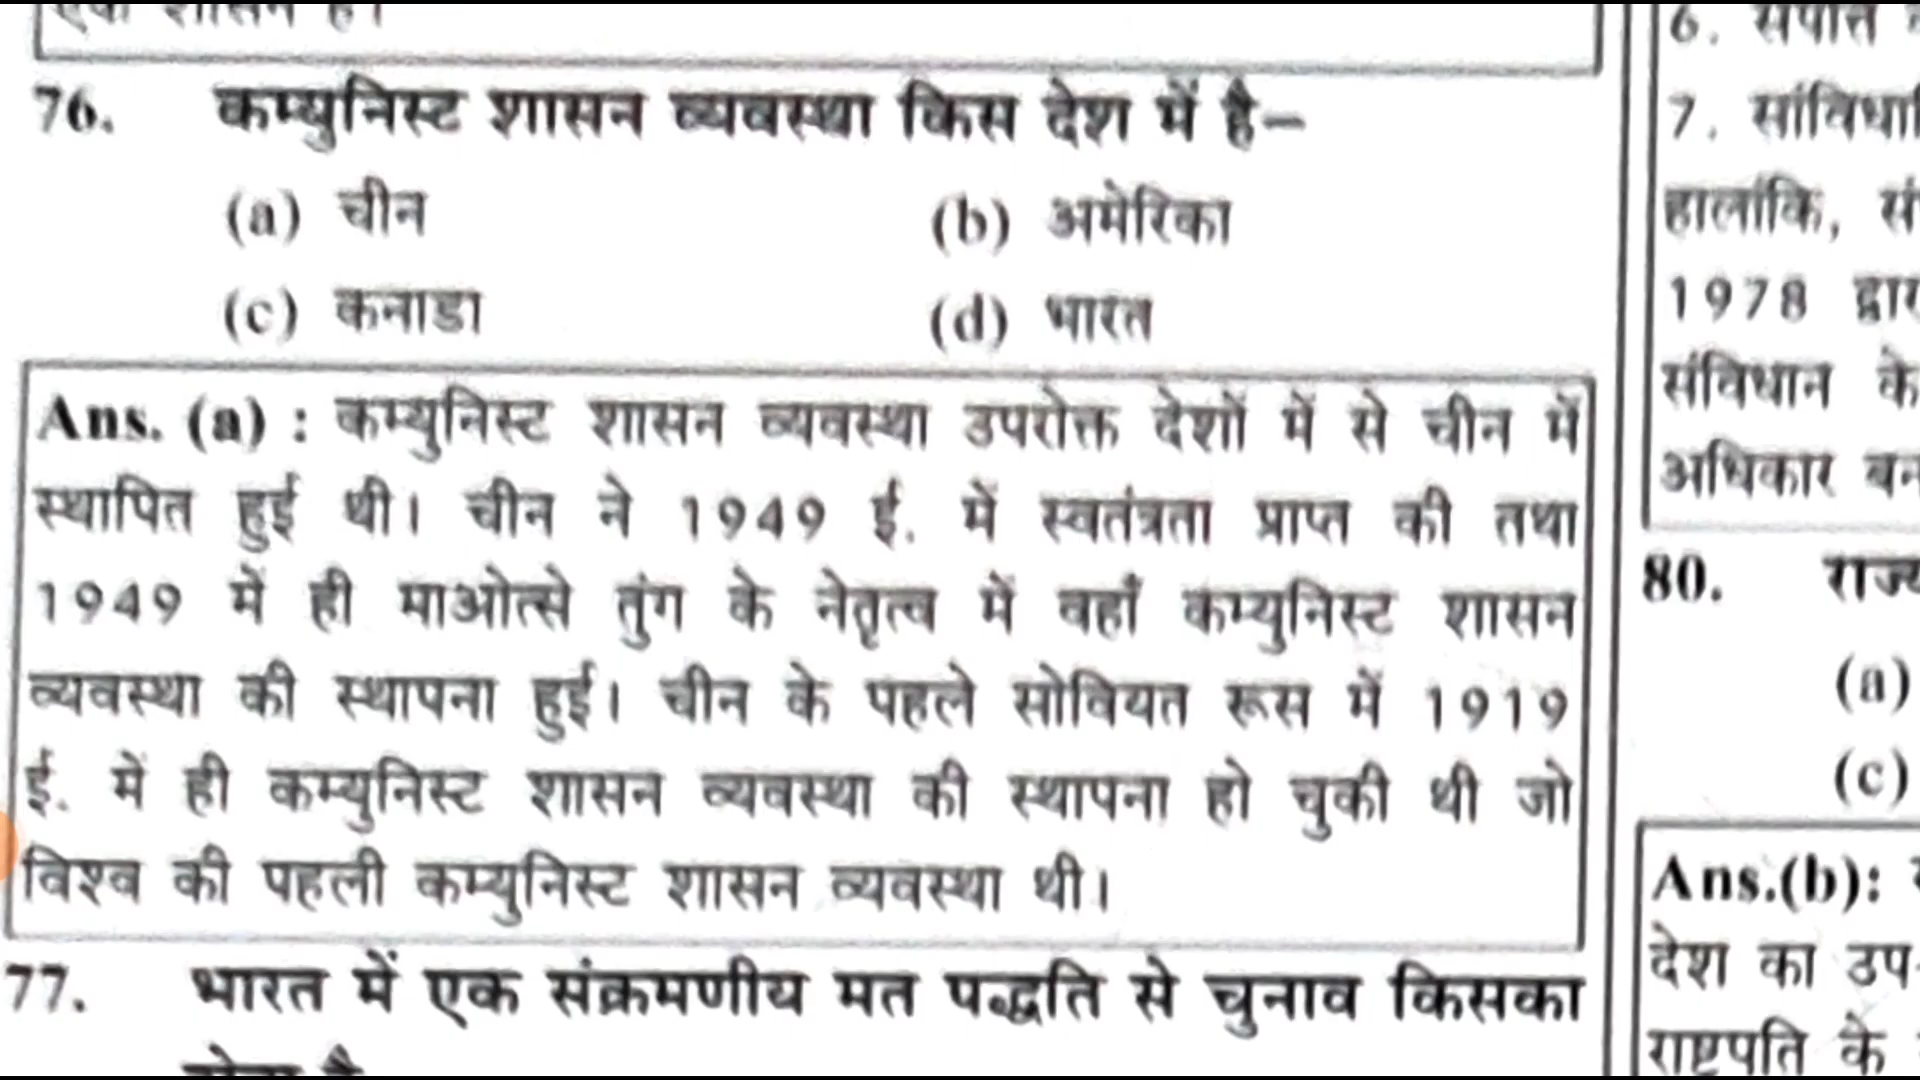 76. कम्युनिस्ट शासन व्यवस्था किस देश में है–
(a) चीन (b) अमेरिका
(c) कनाडा (d) भारत
Ans. (a) : कम्युनिस्ट शासन व्यवस्था उपरोक्त देशों में से चीन में
स्थापित हुई थी। चीन ने 1949 ई. में स्वतंत्रता प्राप्त की तथा
1949 में ही माओत्से तुंग के नेतृत्व में वहाँ कम्युनिस्ट शासन
व्यवस्था की स्थापना हुई। चीन के पहले सोवियत रूस में 1919
ई. में ही कम्युनिस्ट शासन व्यवस्था की स्थापना हो चुकी थी जो
विश्व की पहली कम्युनिस्ट शासन व्यवस्था थी।
77. भारत में एक संक्रमणीय मत पद्धति से चुनाव किसका
6.
7.
हालांकि,
1978
संविधान के
अधिकार
80.
(a)
(c)
Ans.(b):
देश का
राष्ट्रपति के